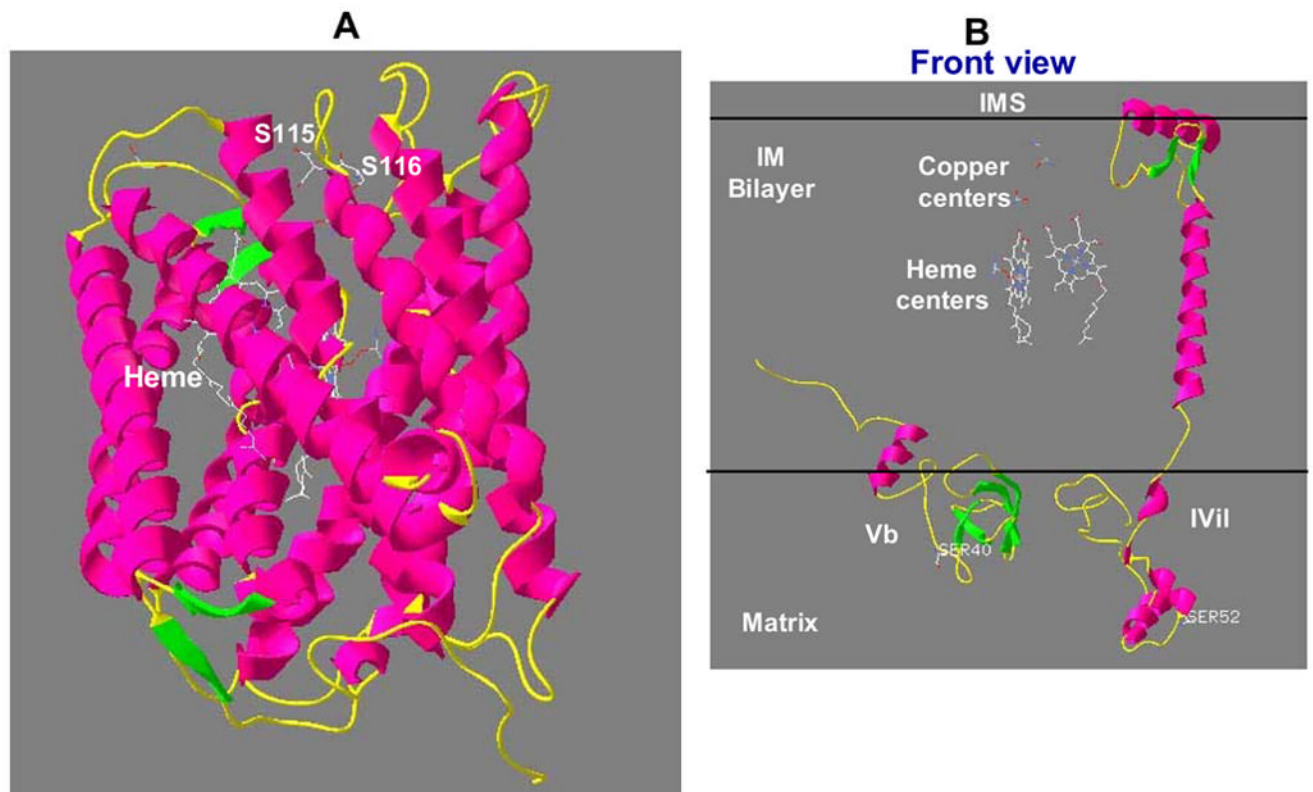 A
S115
S116
Heme
B
Front view
IMS
IM
Bilayer
Copper
centers
Heme
centers
Vb
SER40
IVil
SER52
Matrix